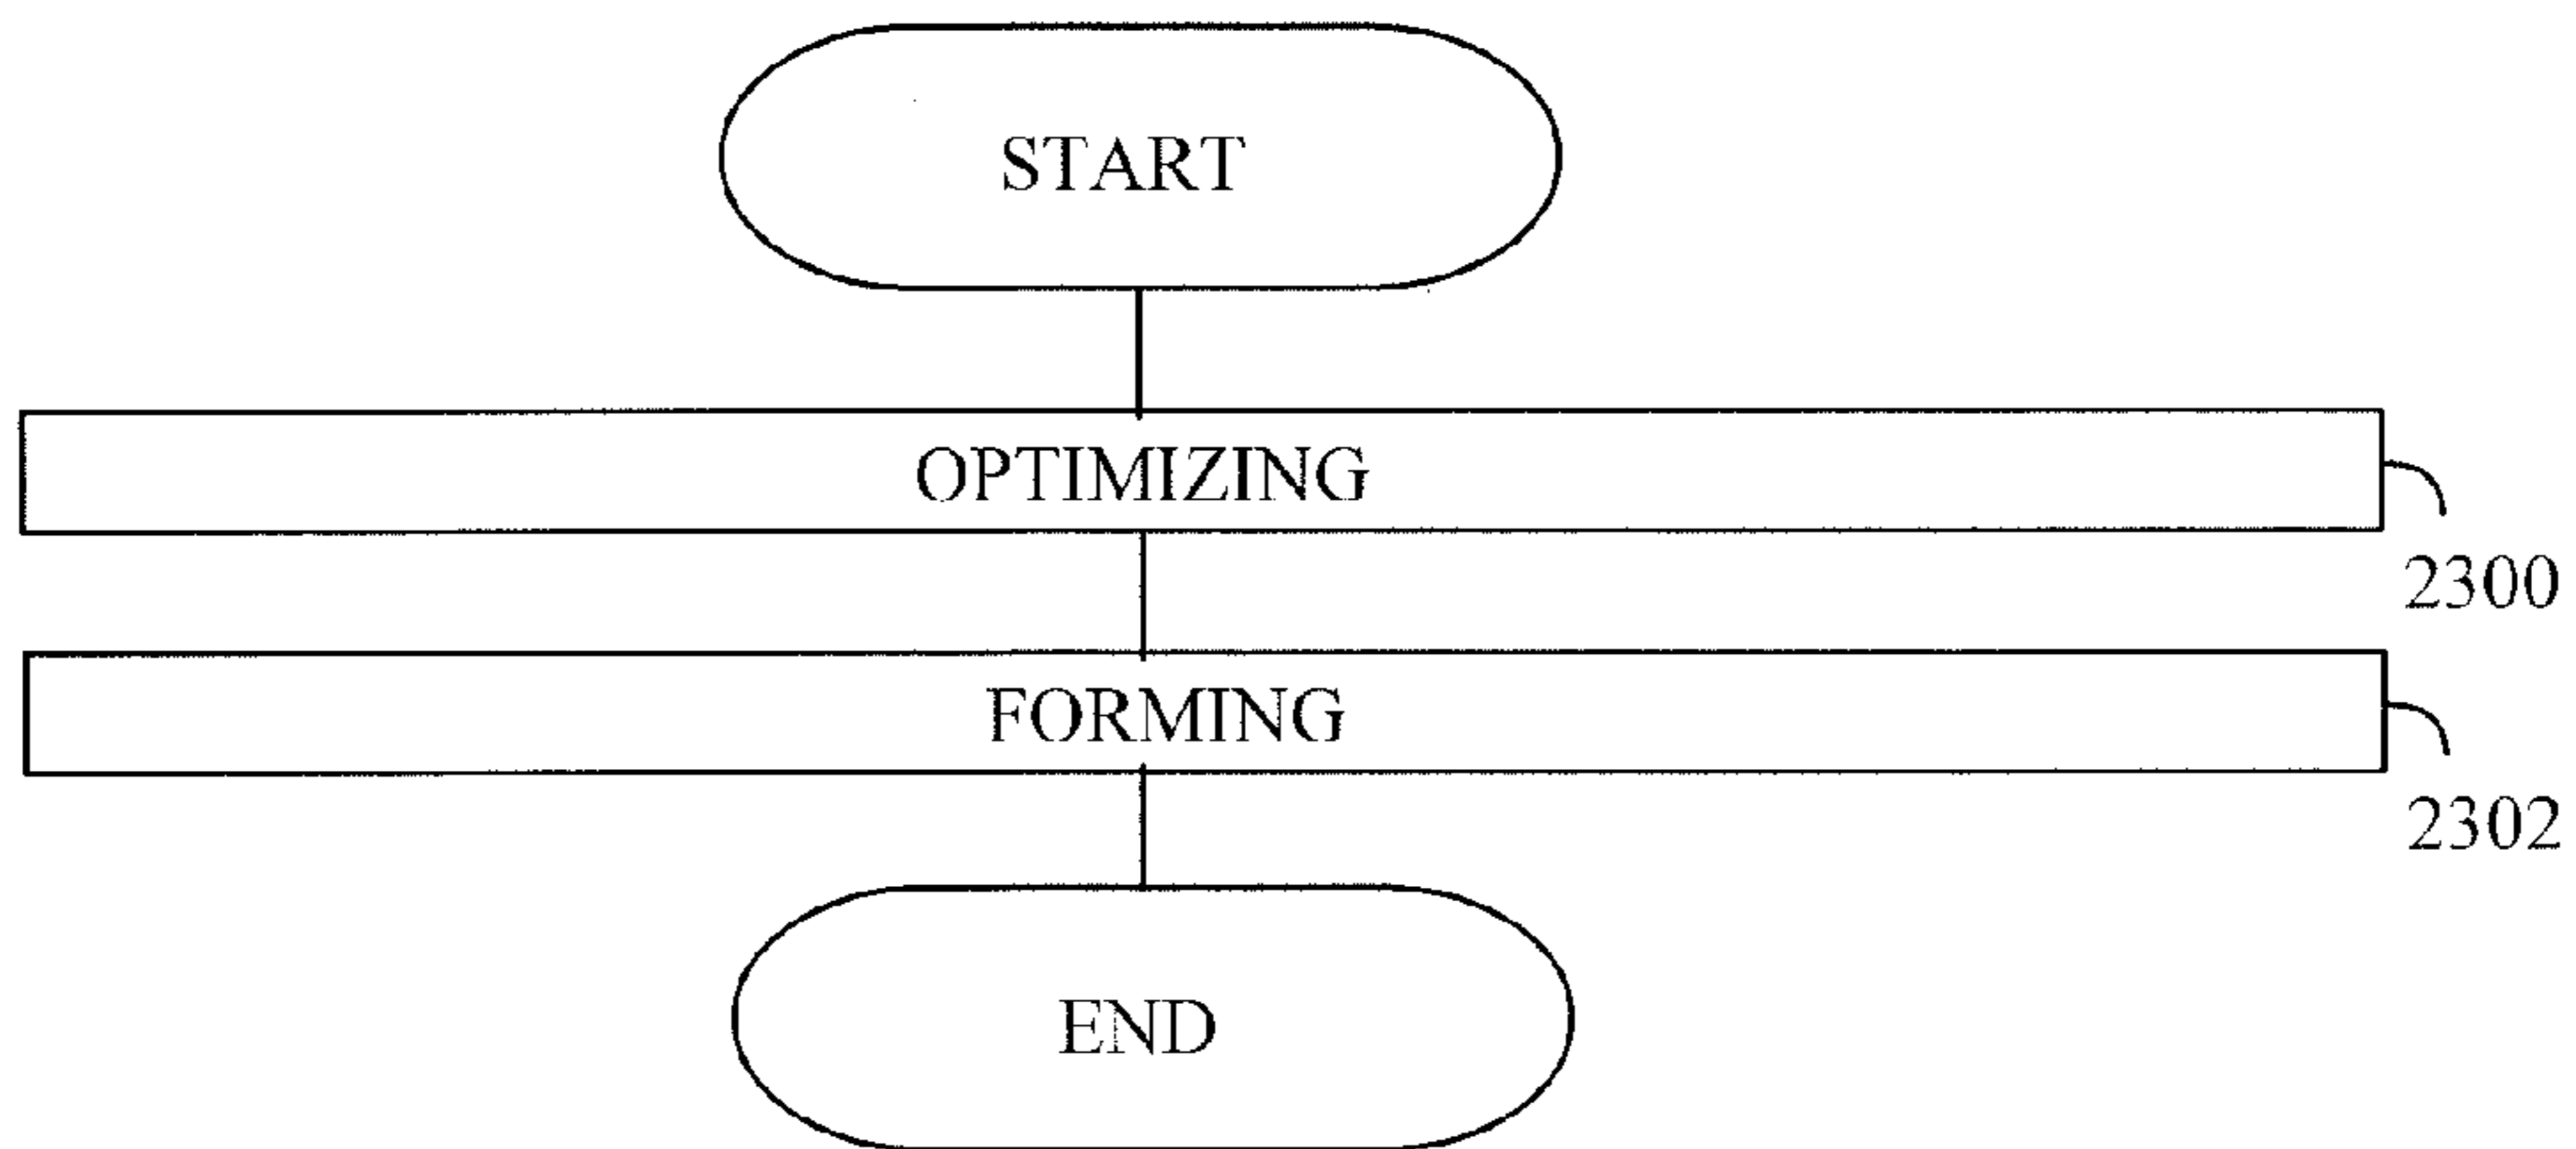 START
OPTIMIZING
2300
FORMING
2302
END